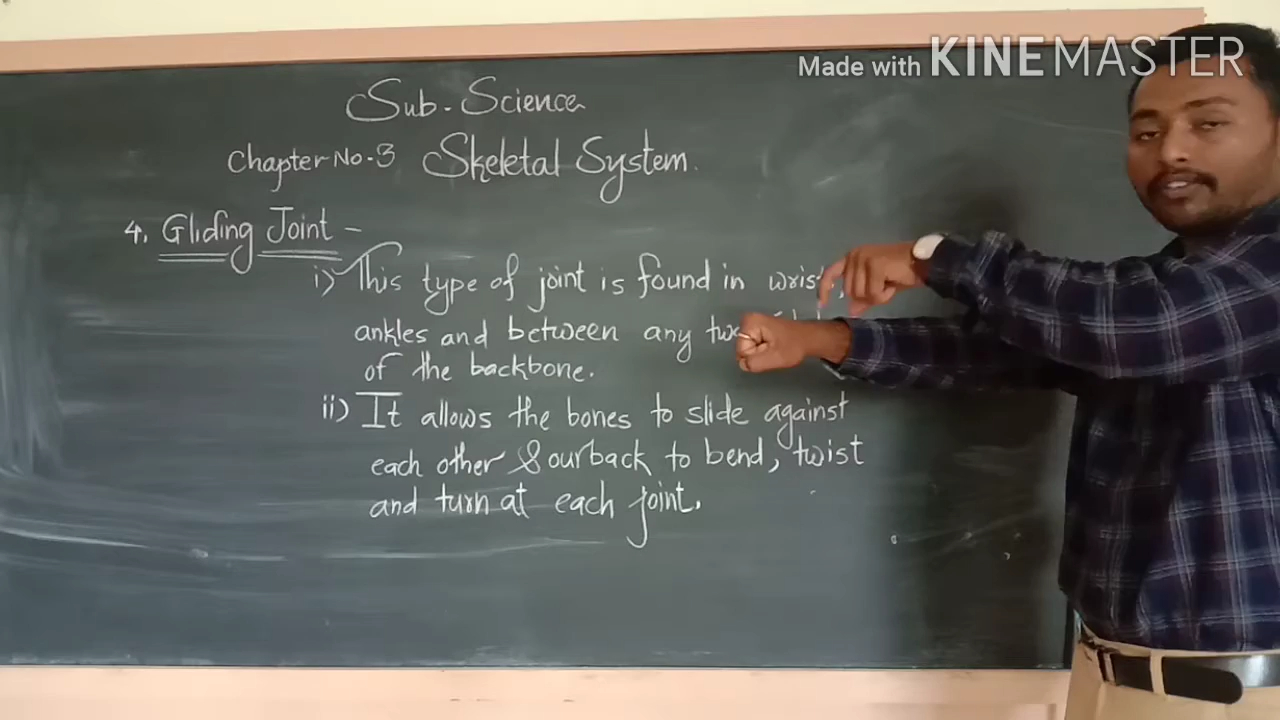 Made with KINEMASTER
Sub. Science
Chapter No. 3 Skeletal System.
4. Gliding Joint -
i) This type of joint is found in wrist,
ankles and between any two
of the backbone.
ii) It allows the bones to slide against
each other & our back to bend, twist
and turn at each joint.